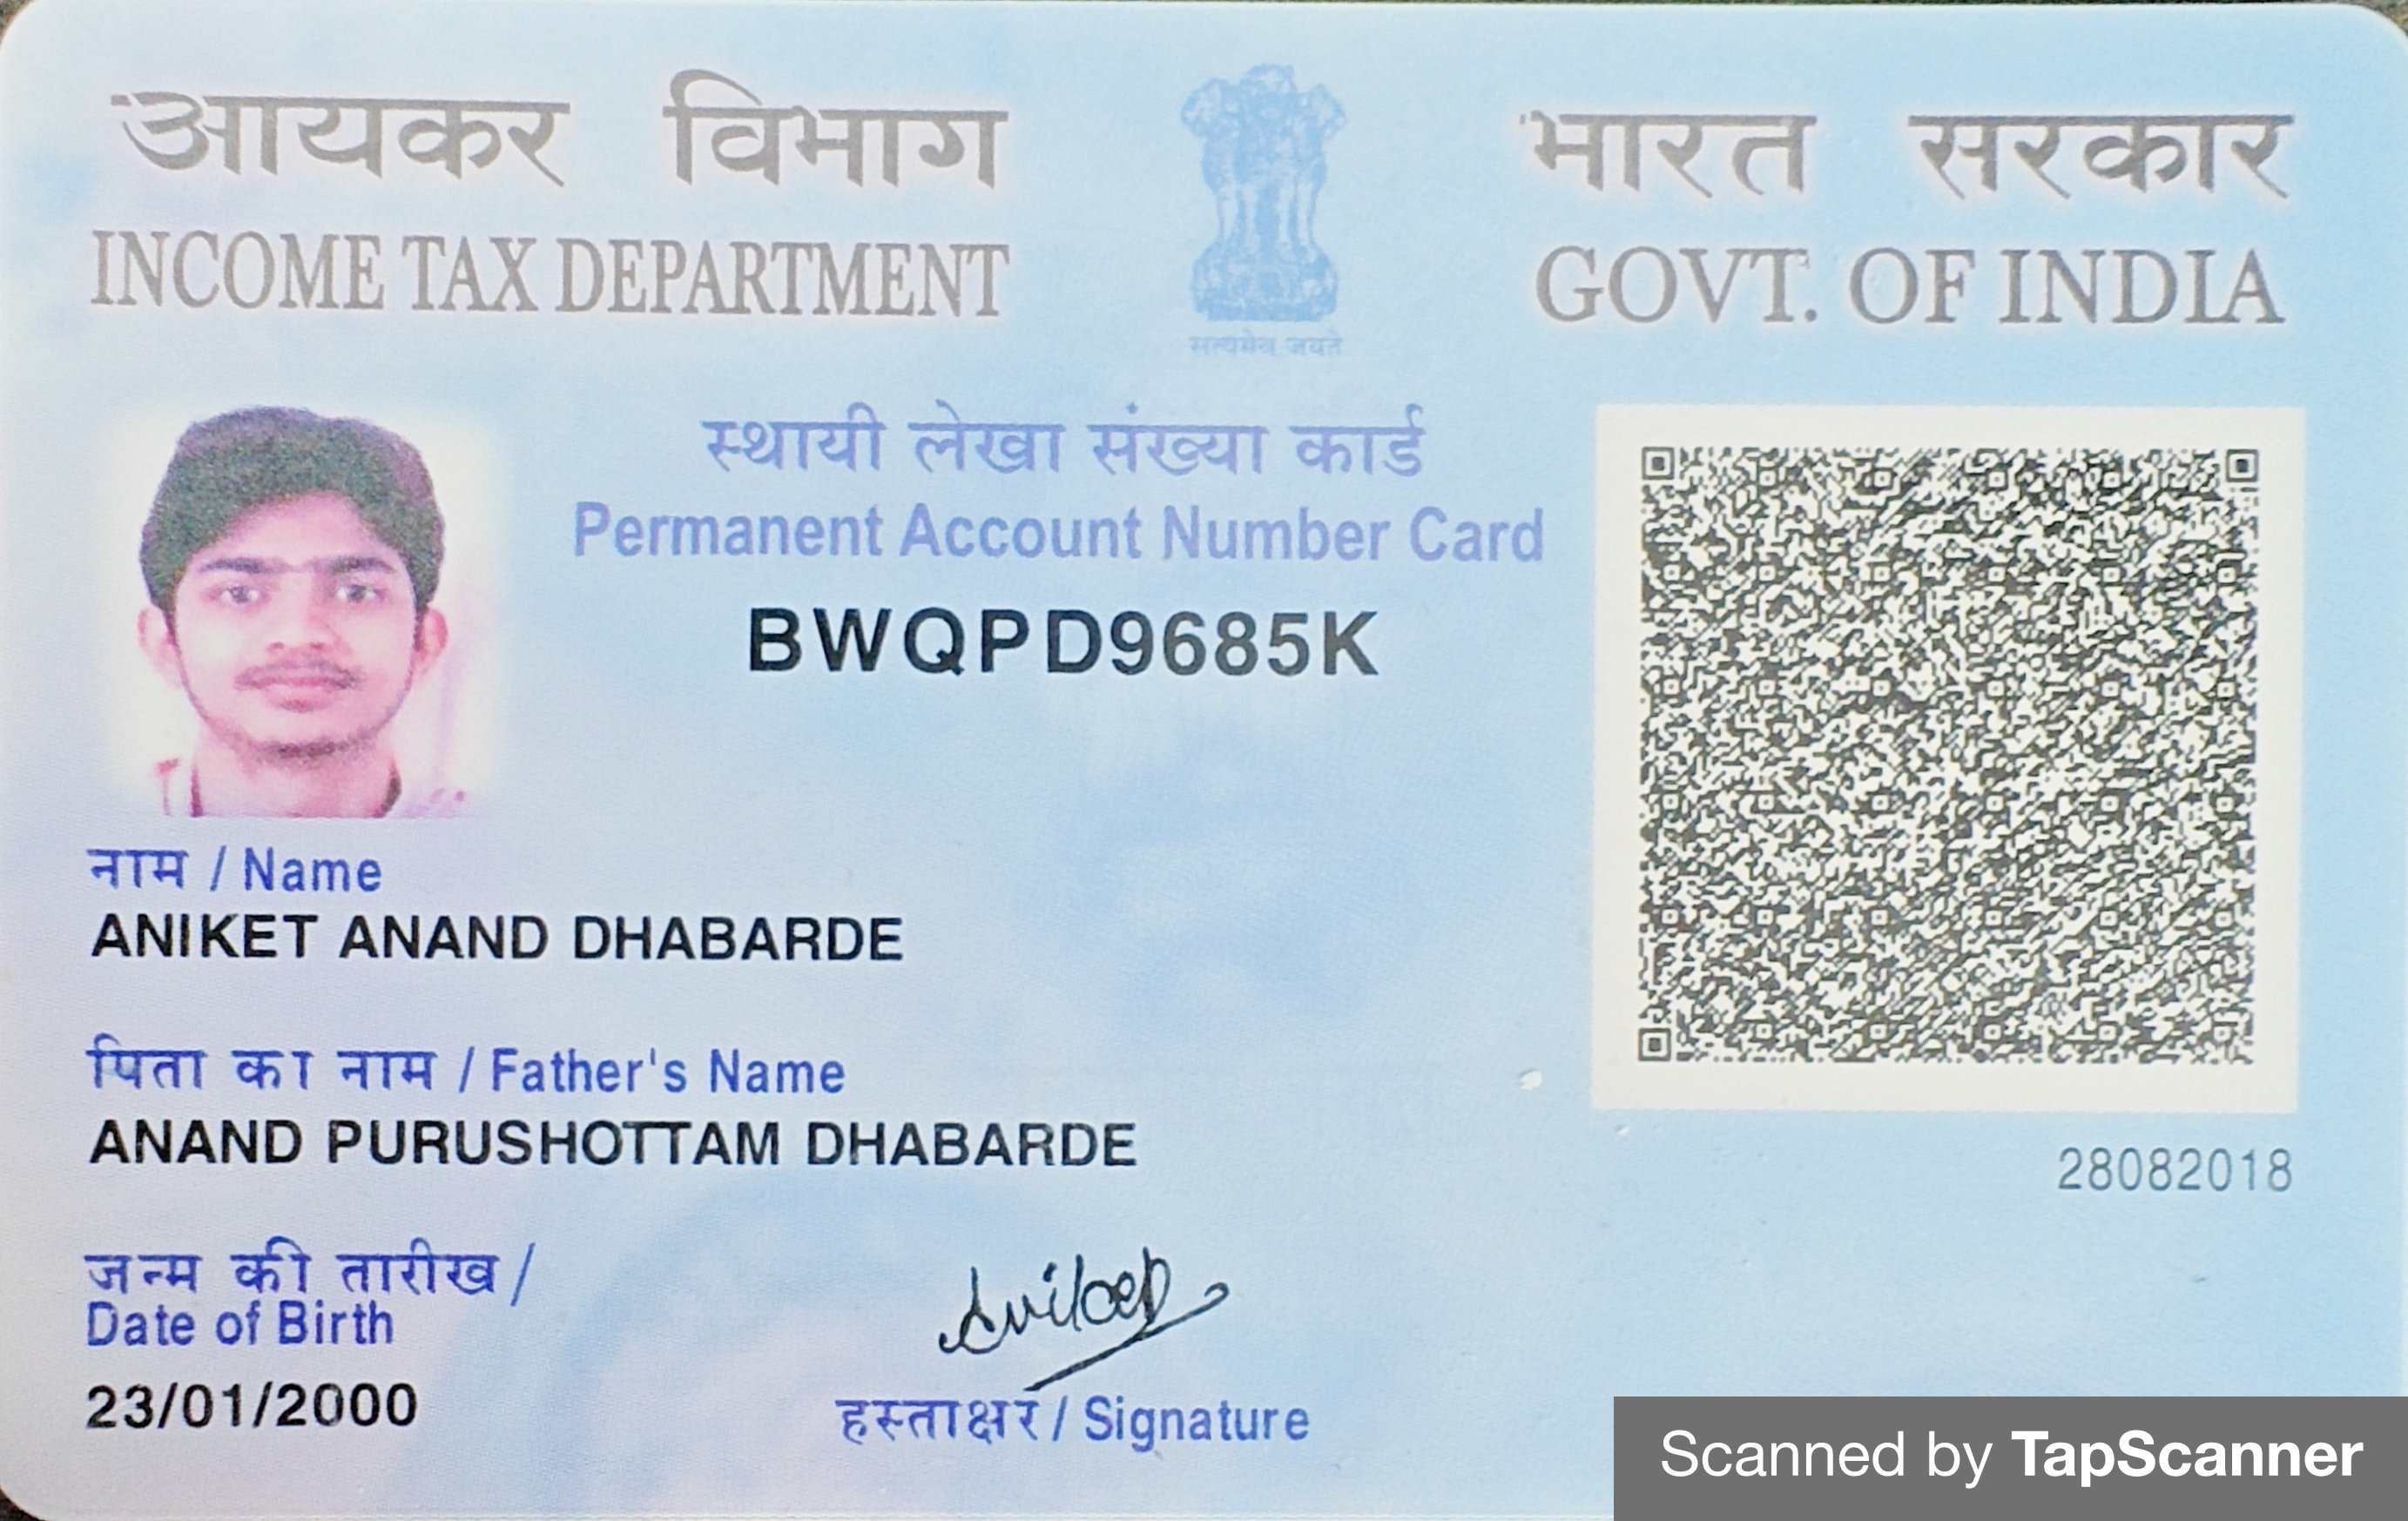 आयकर विभाग
INCOME TAX DEPARTMENT
सत्यमेव जयते
भारत सरकार
GOVT. OF INDIA
स्थायी लेखा संख्या कार्ड
Permanent Account Number Card
BWQPD9685K
नाम / Name
ANIKET ANAND DHABARDE
पिता का नाम / Father's Name
ANAND PURUSHOTTAM DHABARDE
28082018
जन्म की तारीख /
Date of Birth
23/01/2000
Aniket
हस्ताक्षर / Signature
Scanned by TapScanner